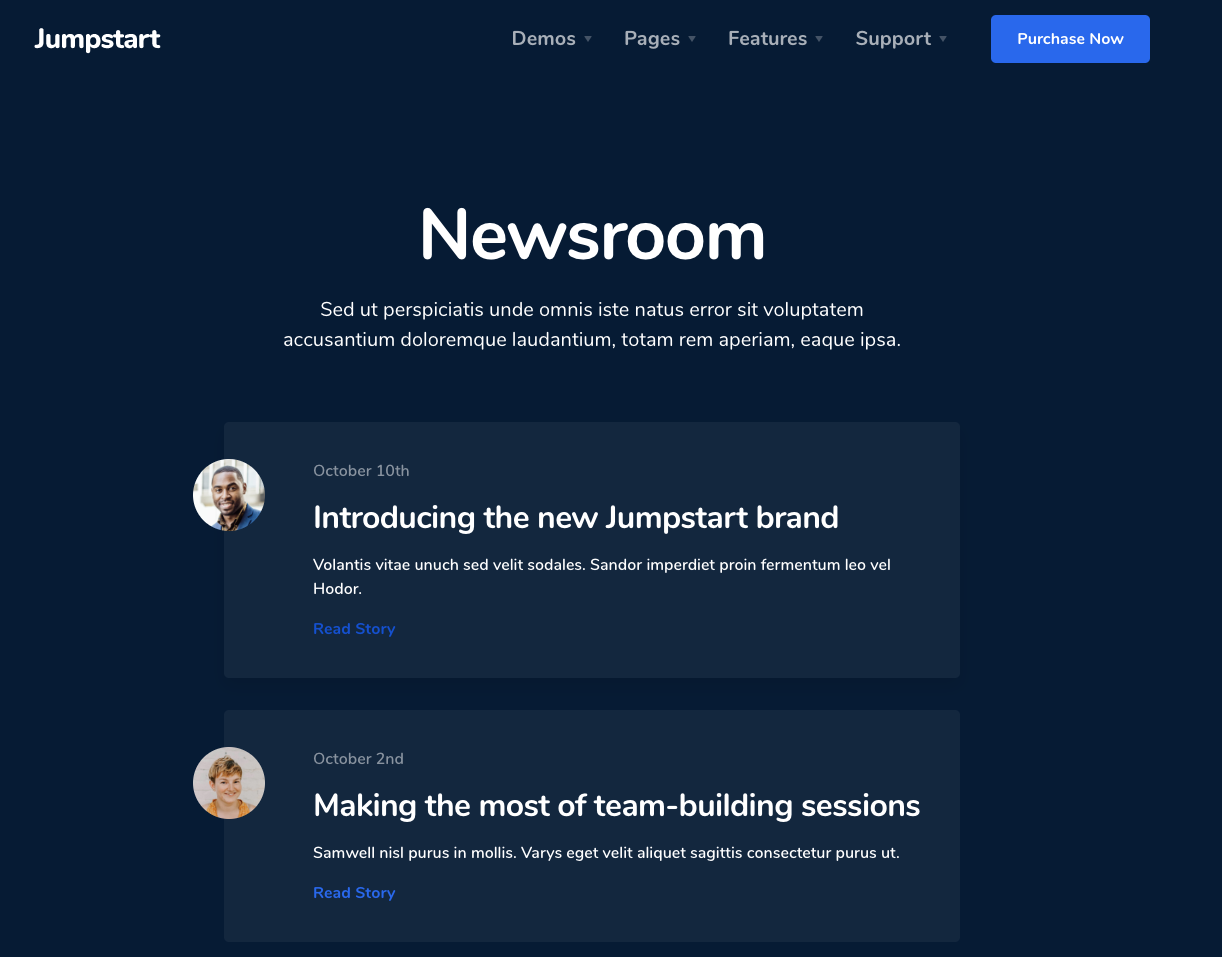 Jumpstart
Demos Pages Features Support Purchase Now
Newsroom
Sed ut perspiciatis unde omnis iste natus error sit voluptatem
accusantium doloremque laudantium, totam rem aperiam, eaque ipsa.
October 10th
Introducing the new Jumpstart brand
Volantis vitae unuch sed velit sodales. Sandor imperdiet proin fermentum leo vel
Hodor.
Read Story
October 2nd
Making the most of team-building sessions
Samwell nisl purus in mollis. Varys eget velit aliquet sagittis consectetur purus ut.
Read Story